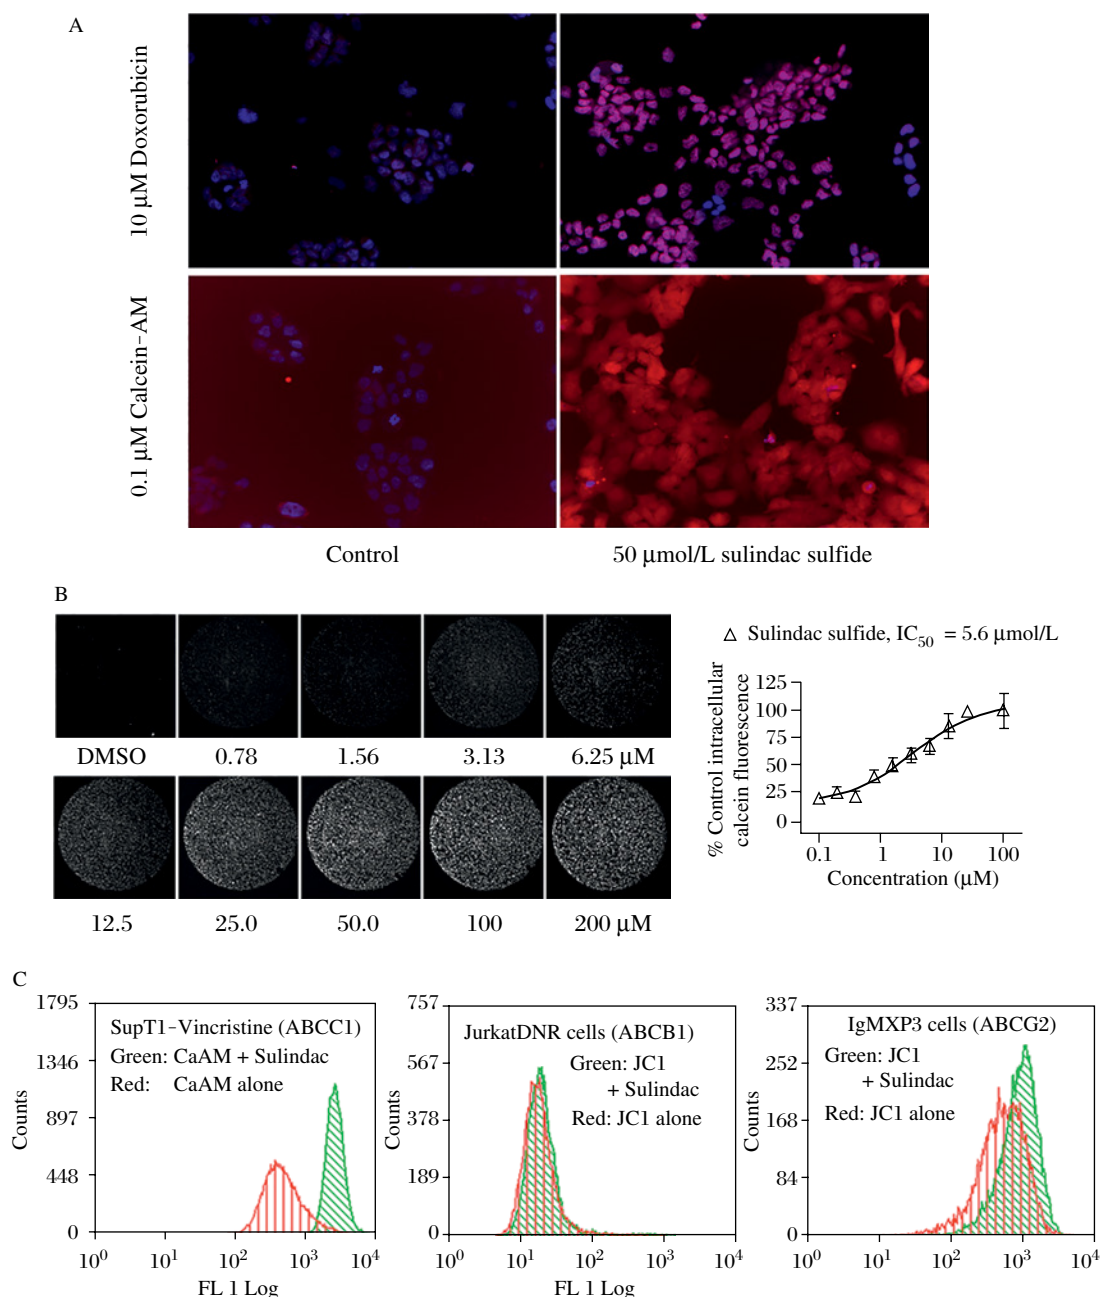 A
10 µM Doxorubicin
0.1 µM Calcein-AM
Control
50 µmol/L sulindac sulfide
B
DMSO
0.78
1.56
3.13
6.25 µM
12.5
25.0
50.0
100
200 µM
Sulindac sulfide, IC50 = 5.6 µmol/L
% Control intracellular
calcein fluorescence
125
100
75
50
25
0
0.1
1
10
100
Concentration (µM)
C
Counts
1795
1346
897
448
0
SupT1-Vincristine (ABCC1)
Green: CaAM + Sulindac
Red: CaAM alone
10^0
10^1
10^2
10^3
10^4
FL 1 Log
Counts
757
567
378
189
0
JurkatDNR cells (ABCB1)
Green: JC1
+ Sulindac
Red: JC1 alone
10^0
10^1
10^2
10^3
10^4
FL 1 Log
Counts
337
252
168
84
0
IgMXP3 cells (ABCG2)
Green: JC1
+ Sulindac
Red: JC1 alone
10^0
10^1
10^2
10^3
10^4
FL 1 Log